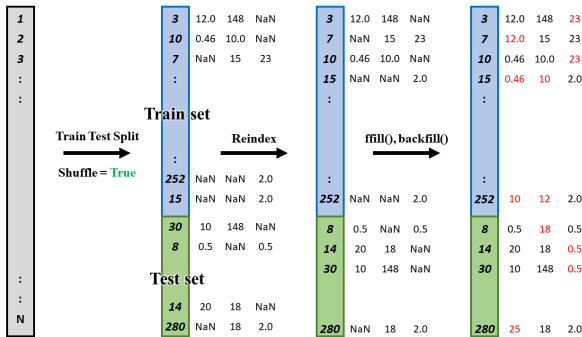 1
2
3
:
:
:
:
N
Train Test Split
Shuffle = True
3 12.0 148 NaN
10 0.46 10.0 NaN
7 NaN 15 23
:
Train set
:
252 NaN NaN 2.0
15 NaN NaN 2.0
30 10 148 NaN
8 0.5 NaN 0.5
Test set
14 20 18 NaN
280 NaN 18 2.0
Reindex
3 12.0 148 NaN
7 NaN 15 23
10 0.46 10.0 NaN
15 NaN NaN 2.0
:
:
252 NaN NaN 2.0
8 0.5 NaN 0.5
14 20 18 NaN
30 10 148 NaN
280 NaN 18 2.0
ffill(), backfill()
3 12.0 148 23
7 12.0 15 23
10 0.46 10.0 23
15 0.46 10 2.0
:
:
252 10 12 2.0
8 0.5 18 0.5
14 20 18 0.5
30 10 148 0.5
280 25 18 2.0